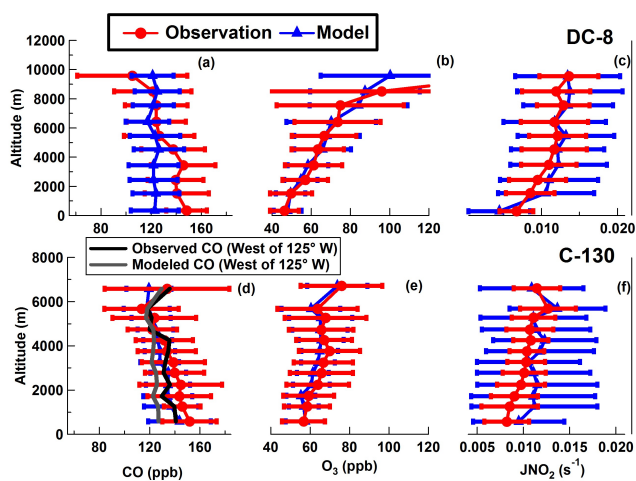 Observation Model
DC-8
(a) (b) (c)
Altitude (m)
12000
10000
8000
6000
4000
2000
0
80 120 160
40 60 80 100 120
0.010 0.020
C-130
Observed CO (West of 125° W)
Modeled CO (West of 125° W)
(d) (e) (f)
Altitude (m)
8000
6000
4000
2000
0
80 120 160
40 60 80 100 120
0.005 0.010 0.015 0.020
CO (ppb) O₃ (ppb) JNO₂ (s⁻¹)